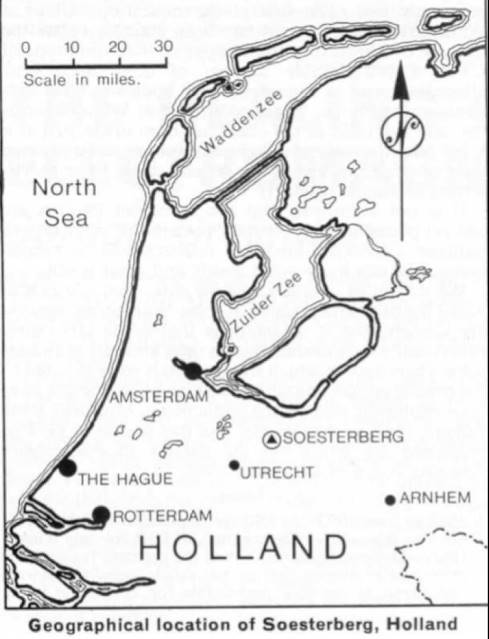 0 10 20 30
Scale in miles.
Waddenzee
N
North
Sea
Zuider Zee
AMSTERDAM
SOESTERBERG
THE HAGUE
UTRECHT
ARNHEM
ROTTERDAM
HOLLAND
Geographical location of Soesterberg, Holland